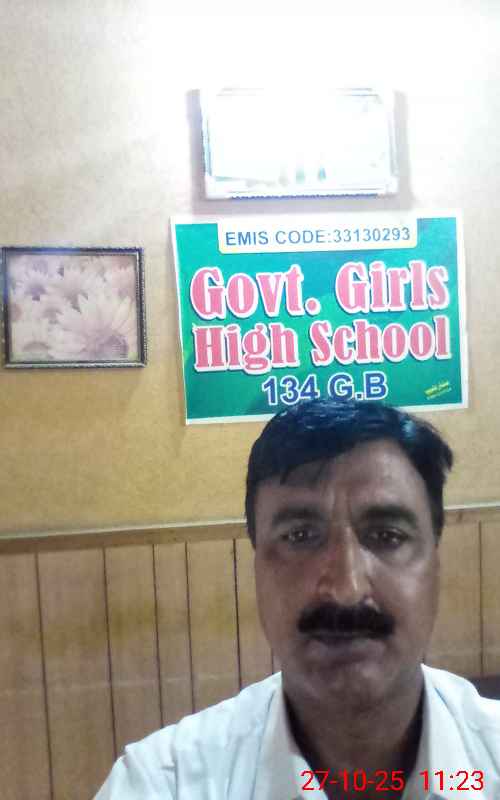 EMIS CODE:33130293
Govt. Girls
High School
134 G.B
27-10-25 11:23